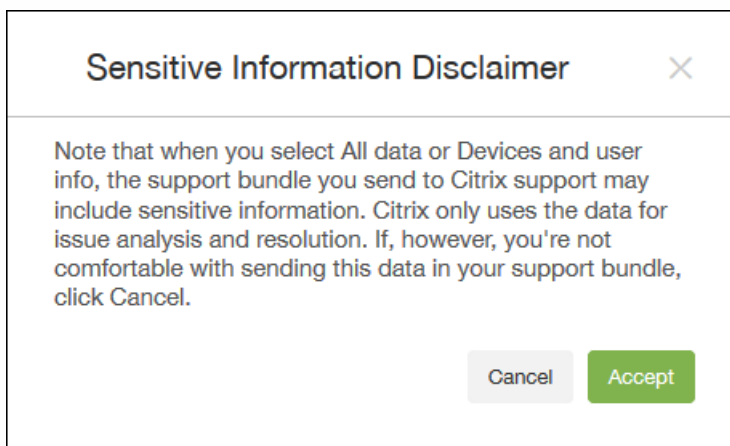 Sensitive Information Disclaimer
Note that when you select All data or Devices and user
info, the support bundle you send to Citrix support may
include sensitive information. Citrix only uses the data for
issue analysis and resolution. If, however, you're not
comfortable with sending this data in your support bundle,
click Cancel.
Cancel Accept